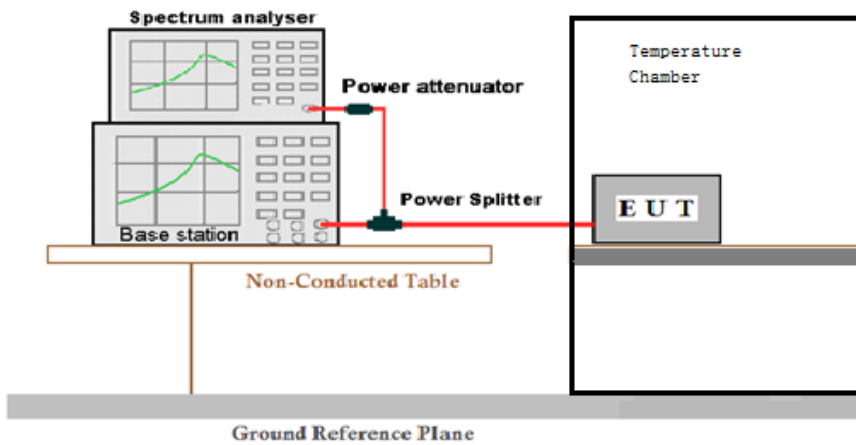 Spectrum analyser
Temperature
Chamber
Power attenuator
Power Splitter
E U T
Base station
Non-Conducted Table
Ground Reference Plane